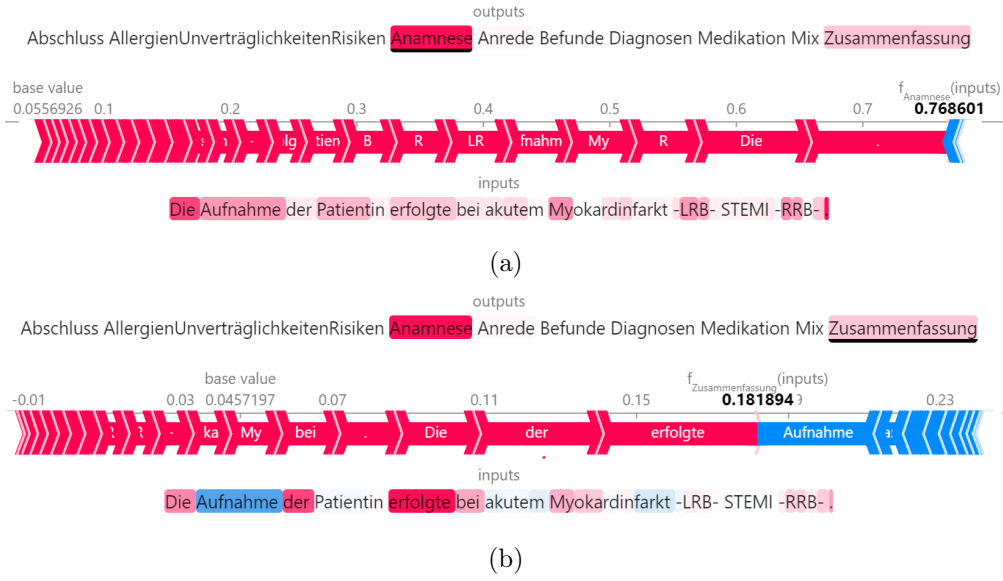 outputs
Abschluss AllergienUnverträglichkeitenRisiken Anamnese Anrede Befunde Diagnosen Medikation Mix Zusammenfassung
base value
f Anamnese (inputs)
0.0556926 0.1 0.2 0.3 0.4 0.5 0.6 0.7 0.768601
- olg tien B R LR fnahm My R Die .
inputs
Die Aufnahme der Patientin erfolgte bei akutem Myokardinfarkt -LRB- STEMI -RRB- .
(a)
outputs
Abschluss AllergienUnverträglichkeitenRisiken Anamnese Anrede Befunde Diagnosen Medikation Mix Zusammenfassung
base value
f Zusammenfassung (inputs)
-0.01 0.03 0.0457197 0.07 0.11 0.15 0.181894 0.23
R - ka My bei . Die der erfolgte Aufnahme
inputs
Die Aufnahme der Patientin erfolgte bei akutem Myokardinfarkt -LRB- STEMI -RRB- .
(b)